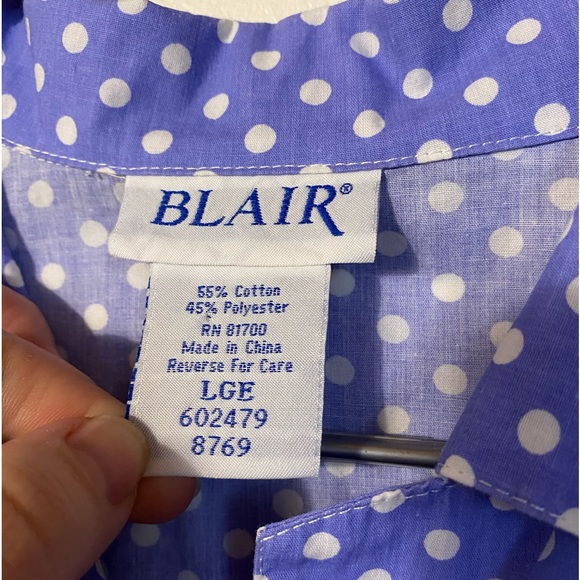 BLAIR®
55% Cotton
45% Polyester
RN 81700
Made in China
Reverse For Care
LGE
602479
8769